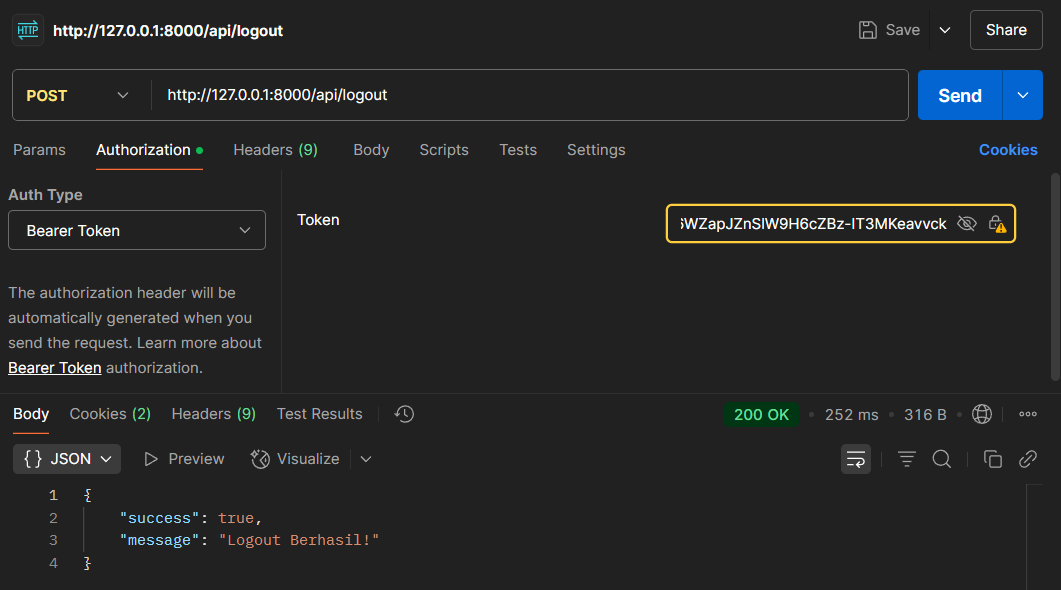 HTTP http://127.0.0.1:8000/api/logout Save Share
POST http://127.0.0.1:8000/api/logout Send
Params Authorization Headers (9) Body Scripts Tests Settings Cookies
Auth Type
Bearer Token
Token
WZapJZnSlW9H6cZBz-IT3MKeavvck
The authorization header will be
automatically generated when you
send the request. Learn more about
Bearer Token authorization.
Body Cookies (2) Headers (9) Test Results 200 OK 252 ms 316 B
{} JSON Preview Visualize
1 {
2 "success": true,
3 "message": "Logout Berhasil!"
4 }